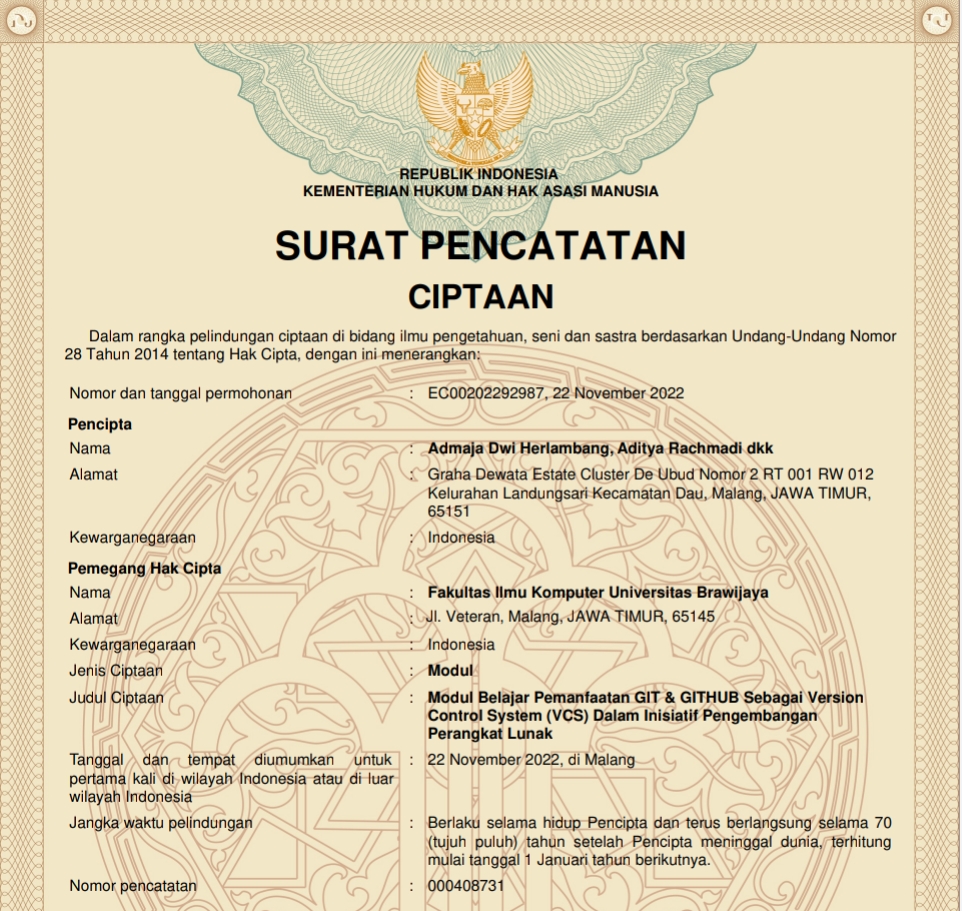 REPUBLIK INDONESIA
KEMENTERIAN HUKUM DAN HAK ASASI MANUSIA
SURAT PENCATATAN
CIPTAAN
Dalam rangka pelindungan ciptaan di bidang ilmu pengetahuan, seni dan sastra berdasarkan Undang-Undang Nomor
28 Tahun 2014 tentang Hak Cipta, dengan ini menerangkan:
Nomor dan tanggal permohonan : EC00202292987, 22 November 2022
Pencipta
Nama : Admaja Dwi Herlambang, Aditya Rachmadi dkk
Alamat : Graha Dewata Estate Cluster De Ubud Nomor 2 RT 001 RW 012
Kelurahan Landungsari Kecamatan Dau, Malang, JAWA TIMUR,
65151
Kewarganegaraan : Indonesia
Pemegang Hak Cipta
Nama : Fakultas Ilmu Komputer Universitas Brawijaya
Alamat : Jl. Veteran, Malang, JAWA TIMUR, 65145
Kewarganegaraan : Indonesia
Jenis Ciptaan : Modul
Judul Ciptaan : Modul Belajar Pemanfaatan GIT & GITHUB Sebagai Version
Control System (VCS) Dalam Inisiatif Pengembangan
Perangkat Lunak
Tanggal dan tempat diumumkan untuk : 22 November 2022, di Malang
pertama kali di wilayah Indonesia atau di luar
wilayah Indonesia
Jangka waktu pelindungan : Berlaku selama hidup Pencipta dan terus berlangsung selama 70
(tujuh puluh) tahun setelah Pencipta meninggal dunia, terhitung
mulai tanggal 1 Januari tahun berikutnya.
Nomor pencatatan : 000408731